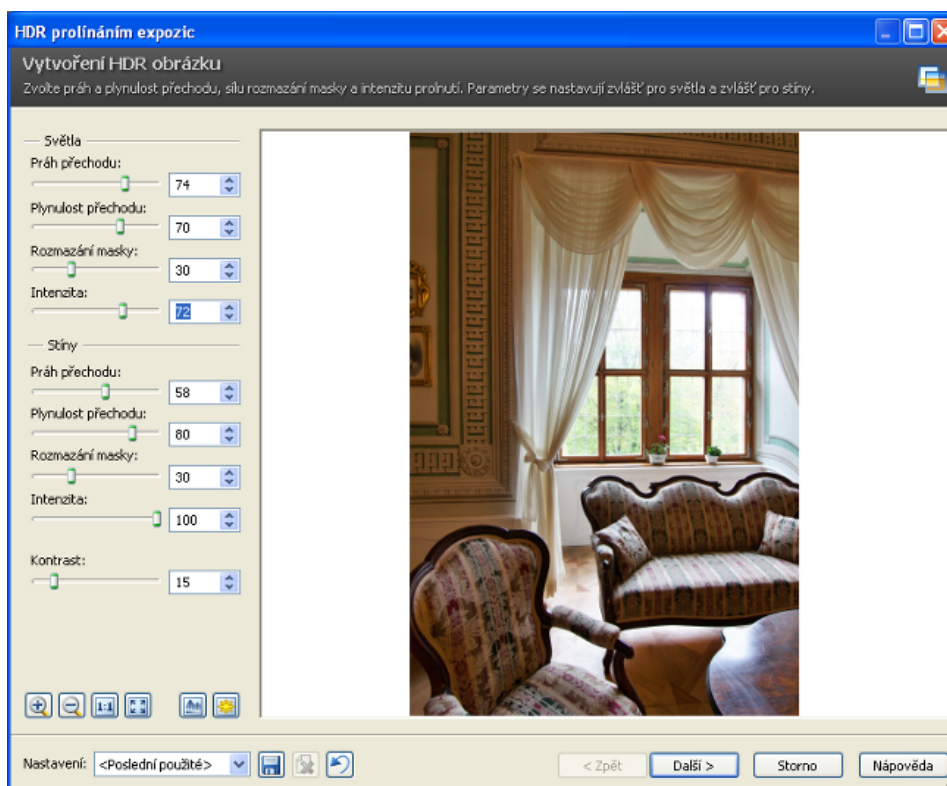 HDR prolínáním expozic
Vytvoření HDR obrázku
Zvolte práh a plynulost přechodu, sílu rozmazání masky a intenzitu prolnutí. Parametry se nastavují zvlášť pro světla a zvlášť pro stíny.
Světla
Práh přechodu:
74
Plynulost přechodu:
70
Rozmazání masky:
30
Intenzita:
72
Stíny
Práh přechodu:
58
Plynulost přechodu:
80
Rozmazání masky:
30
Intenzita:
100
Kontrast:
15
1:1
Nastavení: <Poslední použité> < Zpět Další > Storno Nápověda